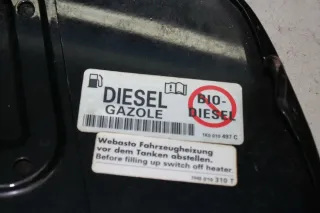 DIESEL
GAZOLE
BIO-
DIESEL
Webasto Fahrzeugheizung
vor dem Tanken abstellen.
Before filling up switch off heater